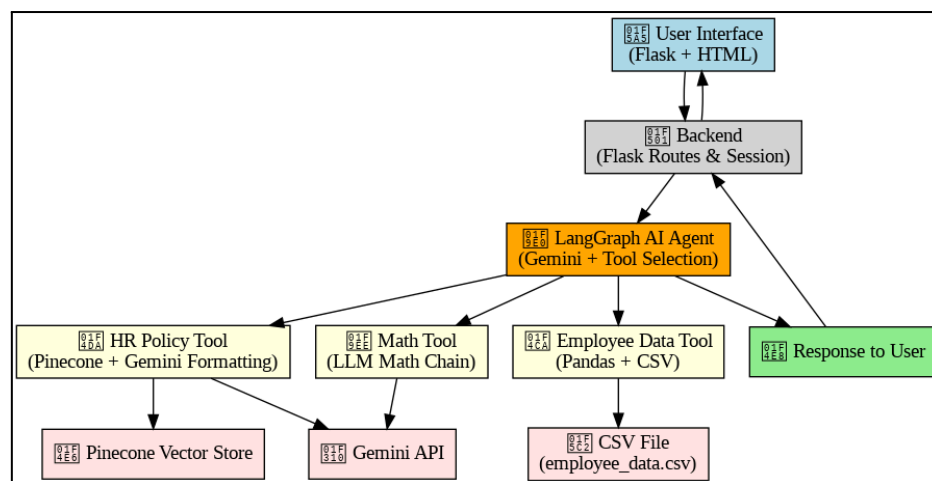 User Interface
(Flask + HTML)
Backend
(Flask Routes & Session)
LangGraph AI Agent
(Gemini + Tool Selection)
HR Policy Tool
(Pinecone + Gemini Formatting)
Math Tool
(LLM Math Chain)
Employee Data Tool
(Pandas + CSV)
Response to User
Pinecone Vector Store
Gemini API
CSV File
(employee_data.csv)